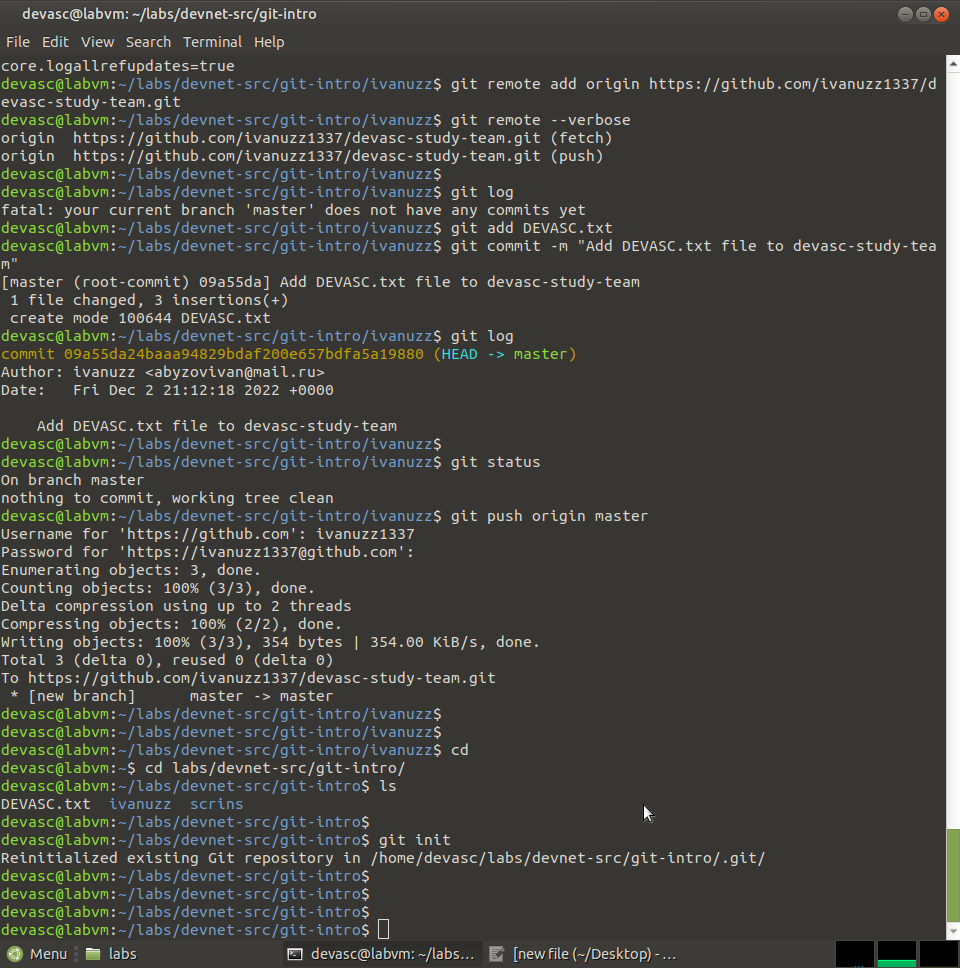 devasc@labvm: ~/labs/devnet-src/git-intro
File Edit View Search Terminal Help
core.logallrefupdates=true
devasc@labvm:~/labs/devnet-src/git-intro/ivanuzz$ git remote add origin https://github.com/ivanuzz1337/d
evasc-study-team.git
devasc@labvm:~/labs/devnet-src/git-intro/ivanuzz$ git remote --verbose
origin  https://github.com/ivanuzz1337/devasc-study-team.git (fetch)
origin  https://github.com/ivanuzz1337/devasc-study-team.git (push)
devasc@labvm:~/labs/devnet-src/git-intro/ivanuzz$
devasc@labvm:~/labs/devnet-src/git-intro/ivanuzz$ git log
fatal: your current branch 'master' does not have any commits yet
devasc@labvm:~/labs/devnet-src/git-intro/ivanuzz$ git add DEVASC.txt
devasc@labvm:~/labs/devnet-src/git-intro/ivanuzz$ git commit -m "Add DEVASC.txt file to devasc-study-tea
m"
[master (root-commit) 09a55da] Add DEVASC.txt file to devasc-study-team
 1 file changed, 3 insertions(+)
 create mode 100644 DEVASC.txt
devasc@labvm:~/labs/devnet-src/git-intro/ivanuzz$ git log
commit 09a55da24baaa94829bdaf200e657bdfa5a19880 (HEAD -> master)
Author: ivanuzz <abyzovivan@mail.ru>
Date:   Fri Dec 2 21:12:18 2022 +0000
    Add DEVASC.txt file to devasc-study-team
devasc@labvm:~/labs/devnet-src/git-intro/ivanuzz$
devasc@labvm:~/labs/devnet-src/git-intro/ivanuzz$ git status
On branch master
nothing to commit, working tree clean
devasc@labvm:~/labs/devnet-src/git-intro/ivanuzz$ git push origin master
Username for 'https://github.com': ivanuzz1337
Password for 'https://ivanuzz1337@github.com':
Enumerating objects: 3, done.
Counting objects: 100% (3/3), done.
Delta compression using up to 2 threads
Compressing objects: 100% (2/2), done.
Writing objects: 100% (3/3), 354 bytes | 354.00 KiB/s, done.
Total 3 (delta 0), reused 0 (delta 0)
To https://github.com/ivanuzz1337/devasc-study-team.git
 * [new branch]      master -> master
devasc@labvm:~/labs/devnet-src/git-intro/ivanuzz$
devasc@labvm:~/labs/devnet-src/git-intro/ivanuzz$
devasc@labvm:~/labs/devnet-src/git-intro/ivanuzz$ cd
devasc@labvm:~$ cd labs/devnet-src/git-intro/
devasc@labvm:~/labs/devnet-src/git-intro$ ls
DEVASC.txt  ivanuzz  scrins
devasc@labvm:~/labs/devnet-src/git-intro$
devasc@labvm:~/labs/devnet-src/git-intro$ git init
Reinitialized existing Git repository in /home/devasc/labs/devnet-src/git-intro/.git/
devasc@labvm:~/labs/devnet-src/git-intro$
devasc@labvm:~/labs/devnet-src/git-intro$
devasc@labvm:~/labs/devnet-src/git-intro$
devasc@labvm:~/labs/devnet-src/git-intro$
Menu labs devasc@labvm: ~/labs... [new file (~/Desktop) - ...